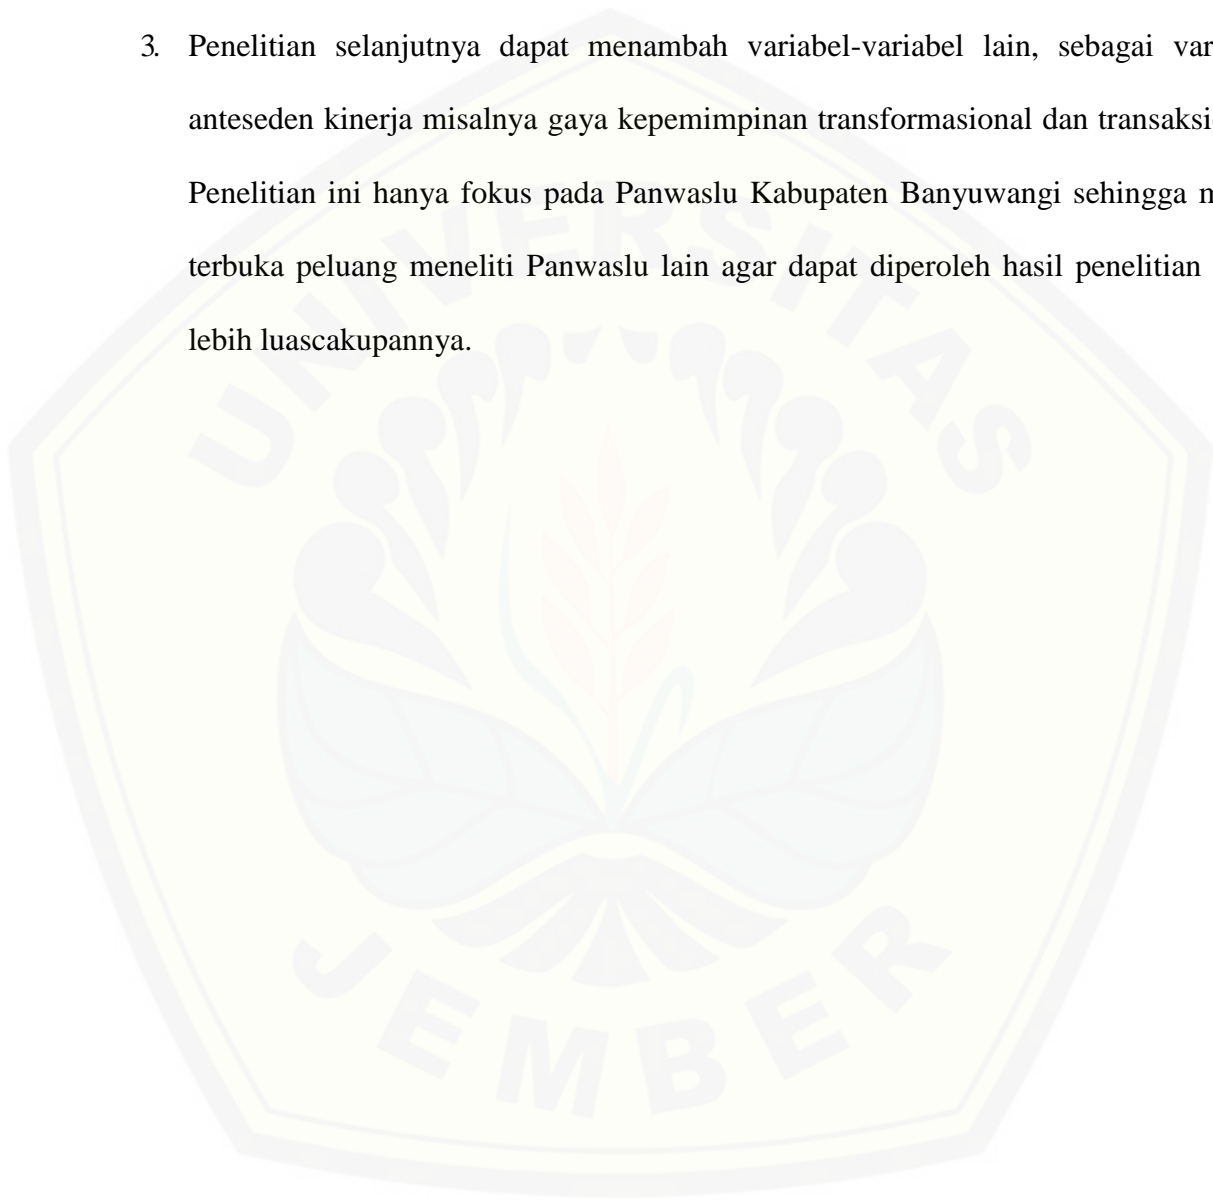 3. Penelitian selanjutnya dapat menambah variabel-variabel lain, sebagai var
anteseden kinerja misalnya gaya kepemimpinan transformasional dan transaksi
Penelitian ini hanya fokus pada Panwaslu Kabupaten Banyuwangi sehingga m
terbuka peluang meneliti Panwaslu lain agar dapat diperoleh hasil penelitian
lebih luascakupannya.
UNIVERSITAS
JEMBER